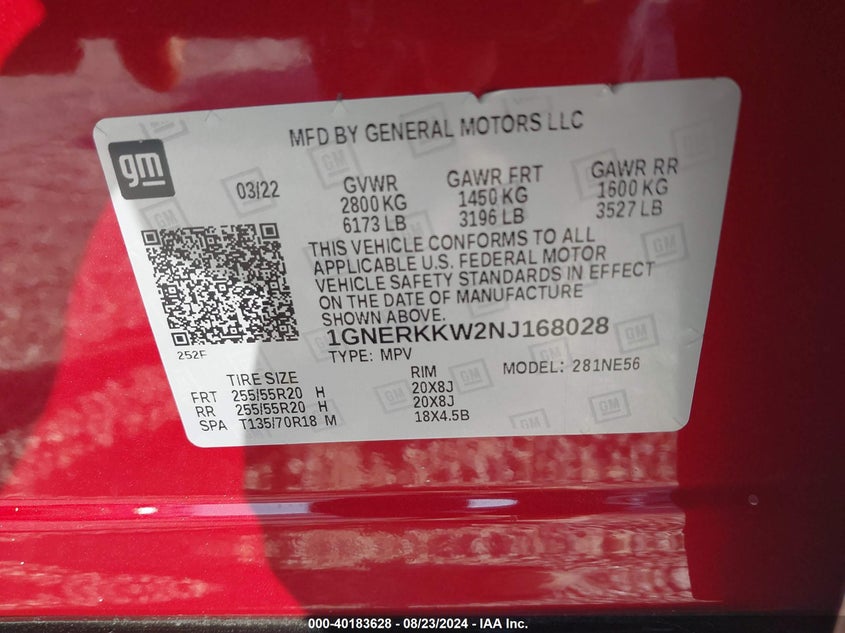 MFD BY GENERAL MOTORS LLC
gm
03/22 GVWR GAWR FRT GAWR RR
2800 KG 1450 KG 1600 KG
6173 LB 3196 LB 3527 LB
THIS VEHICLE CONFORMS TO ALL
APPLICABLE U.S. FEDERAL MOTOR
VEHICLE SAFETY STANDARDS IN EFFECT
ON THE DATE OF MANUFACTURE
SHOWN ABOVE.
1GNERKKW2NJ168028
252F
TYPE: MPV MODEL: 281NE56
TIRE SIZE RIM
FRT 255/55R20 H 20X8J
RR 255/55R20 H 20X8J
SPA T135/70R18 M 18X4.5B
000-40183628 - 08/23/2024 - IAA Inc.